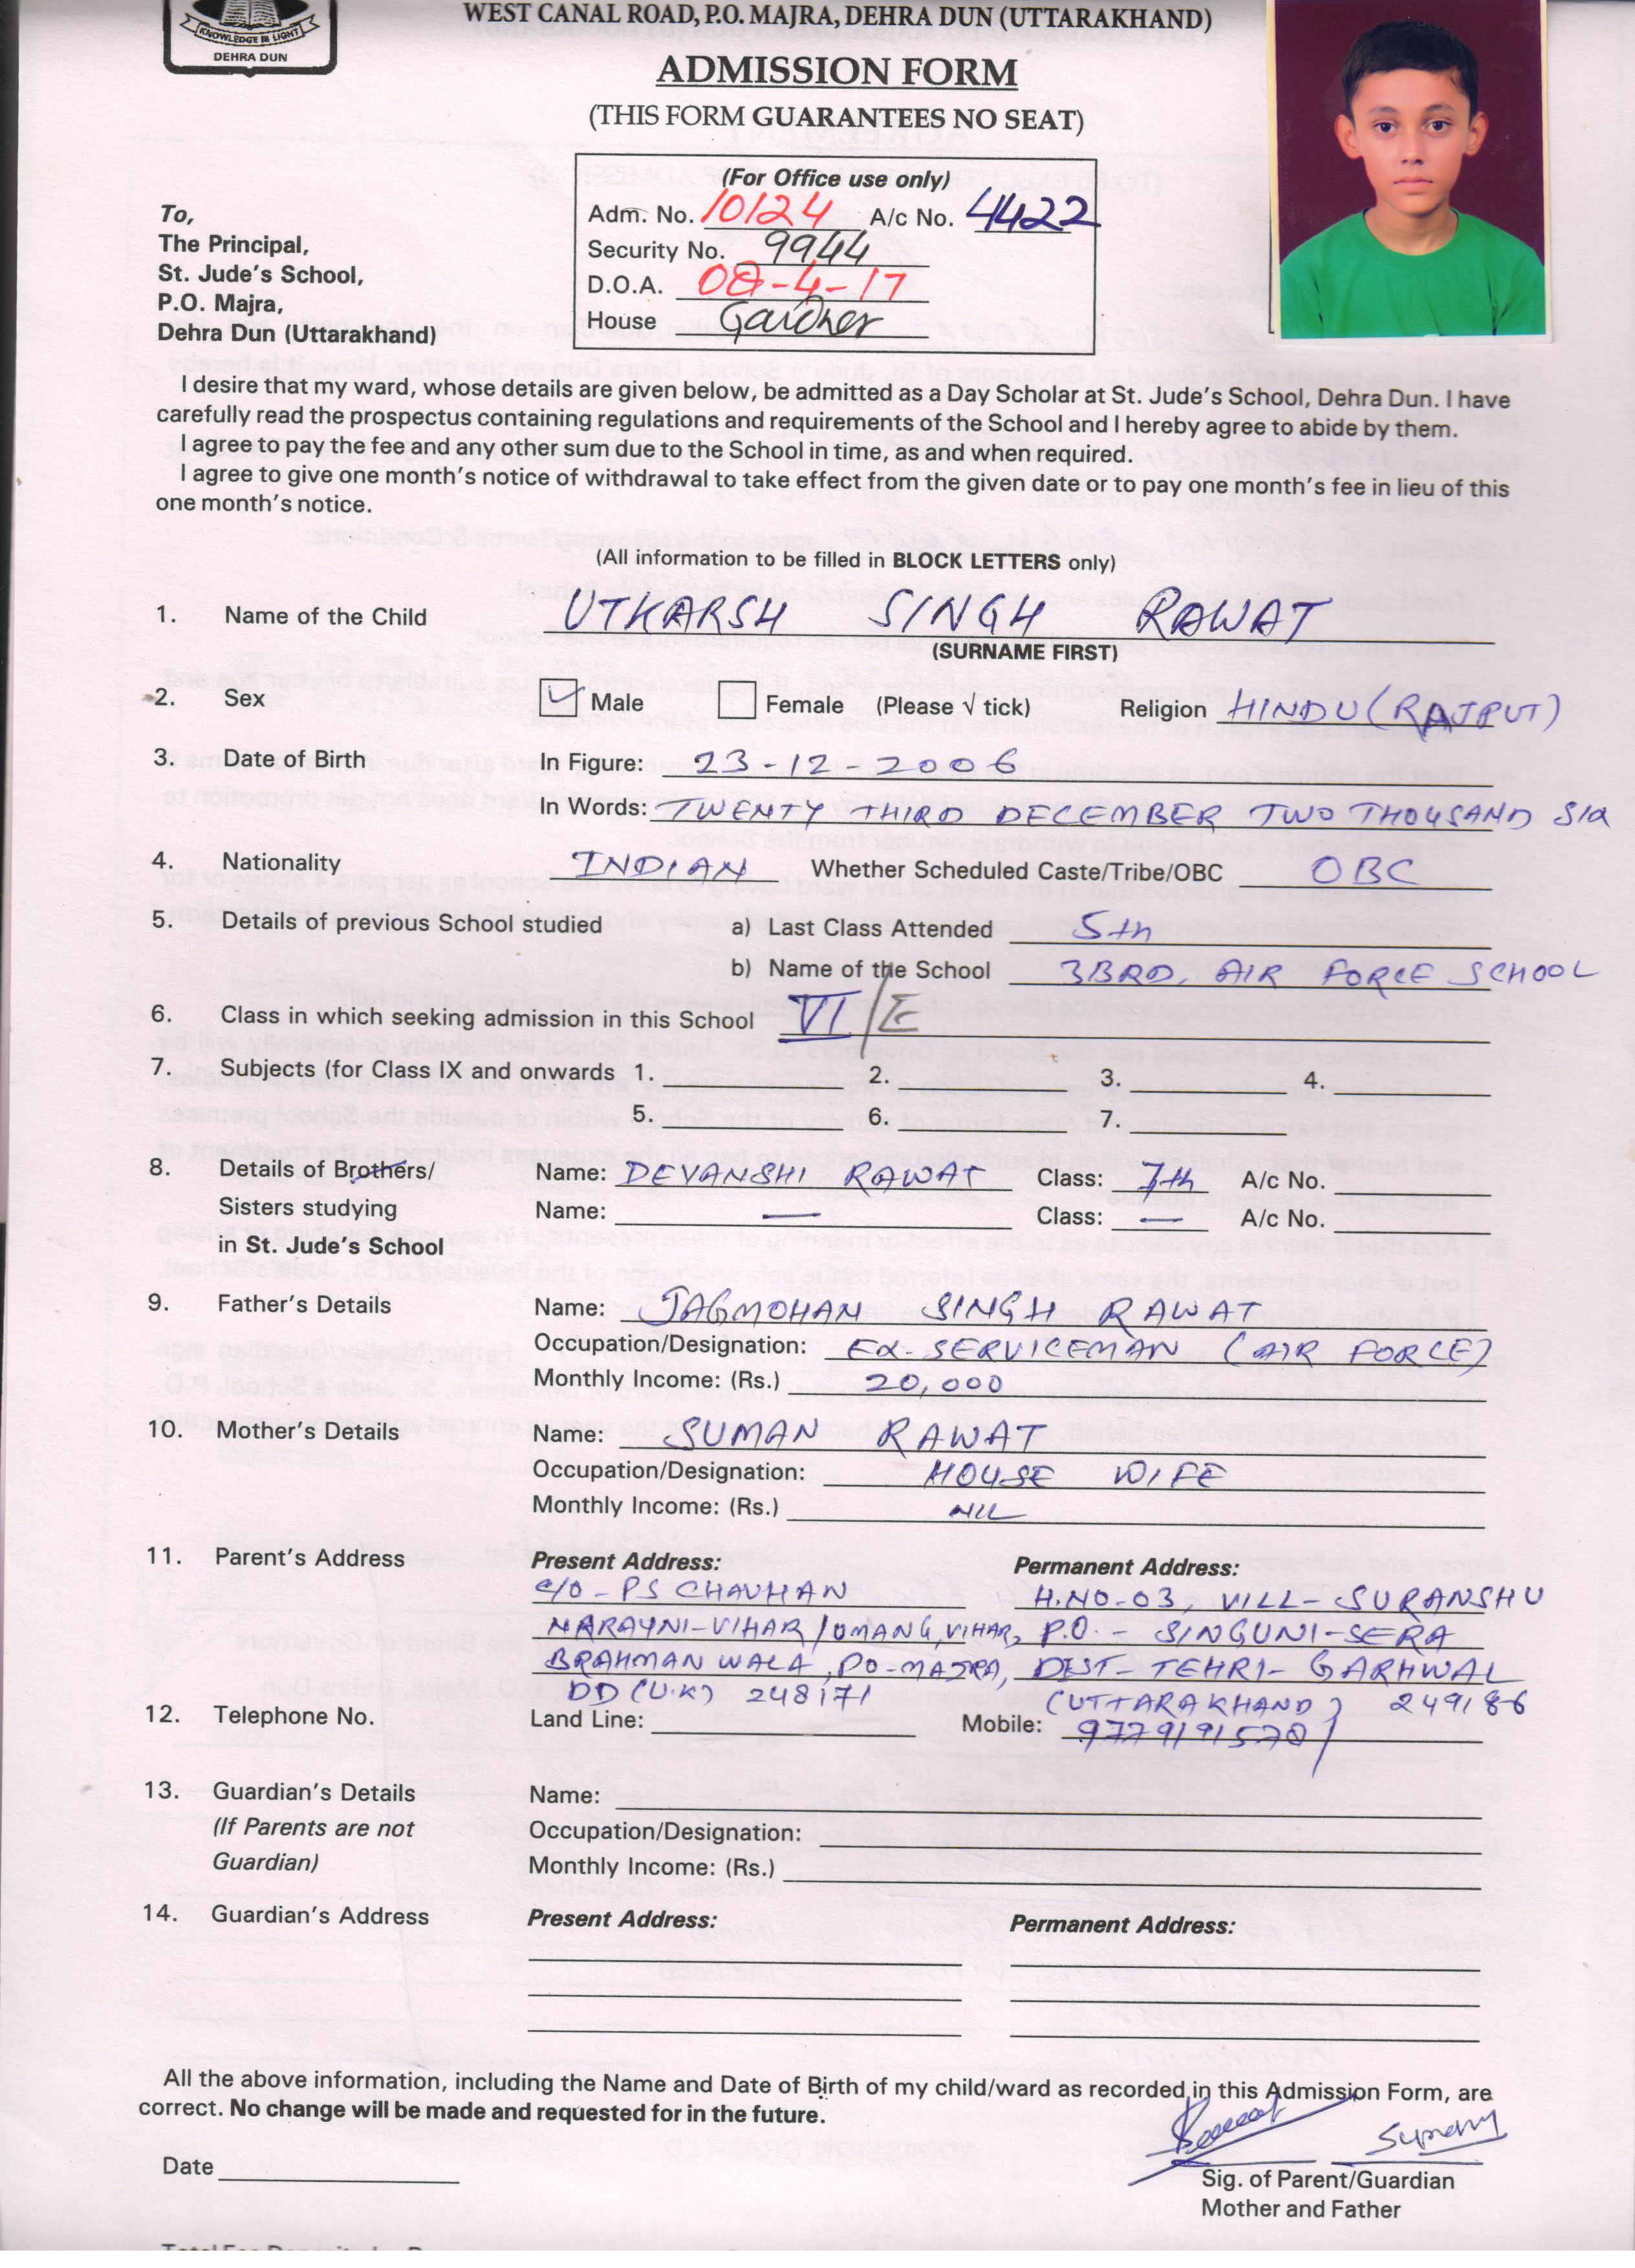 KNOWLEDGE IS LIGHT
DEHRA DUN
WEST CANAL ROAD, P.O. MAJRA, DEHRA DUN (UTTARAKHAND)
ADMISSION FORM
(THIS FORM GUARANTEES NO SEAT)
(For Office use only)
Adm. No. 10124 A/c No. 4422
Security No. 9944
D.O.A. 08-4-17
House Gardner
To,
The Principal,
St. Jude's School,
P.O. Majra,
Dehra Dun (Uttarakhand)
I desire that my ward, whose details are given below, be admitted as a Day Scholar at St. Jude's School, Dehra Dun. I have
carefully read the prospectus containing regulations and requirements of the School and I hereby agree to abide by them.
I agree to pay the fee and any other sum due to the School in time, as and when required.
I agree to give one month's notice of withdrawal to take effect from the given date or to pay one month's fee in lieu of this
one month's notice.
(All information to be filled in BLOCK LETTERS only)
1. Name of the Child UTKARSH SINGH RAWAT
(SURNAME FIRST)
2. Sex Male Female (Please √ tick) Religion HINDU (RAJPUT)
3. Date of Birth In Figure: 23-12-2006
In Words: TWENTY THIRD DECEMBER TWO THOUSAND SIX
4. Nationality INDIAN Whether Scheduled Caste/Tribe/OBC OBC
5. Details of previous School studied a) Last Class Attended 5th
b) Name of the School 3BRD, AIR FORCE SCHOOL
6. Class in which seeking admission in this School VI/E
7. Subjects (for Class IX and onwards 1. 2. 3. 4.
5. 6. 7.
8. Details of Brothers/ Name: DEVANSHI RAWAT Class: 7th A/c No.
Sisters studying Name: — Class: — A/c No.
in St. Jude's School
9. Father's Details Name: JAGMOHAN SINGH RAWAT
Occupation/Designation: EX-SERVICEMAN (AIR FORCE)
Monthly Income: (Rs.) 20,000
10. Mother's Details Name: SUMAN RAWAT
Occupation/Designation: HOUSE WIFE
Monthly Income: (Rs.) NIL
11. Parent's Address Present Address: Permanent Address:
C/O - PS CHAUHAN H.NO-03, VILL- SURANSHU
NARAYNI-VIHAR/UMANG, VIHAR, P.O. - SINGUNI-SERA
BRAHMAN WALA, PO-MAJRA, DIST- TEHRI- GARHWAL
DD (U.K) 248171 (UTTARAKHAND) 249186
12. Telephone No. Land Line: Mobile: 9779191570
13. Guardian's Details Name:
(If Parents are not Occupation/Designation:
Guardian) Monthly Income: (Rs.)
14. Guardian's Address Present Address: Permanent Address:
All the above information, including the Name and Date of Birth of my child/ward as recorded in this Admission Form, are
correct. No change will be made and requested for in the future.
Rawat
Date
Sig. of Parent/Guardian
Mother and Father